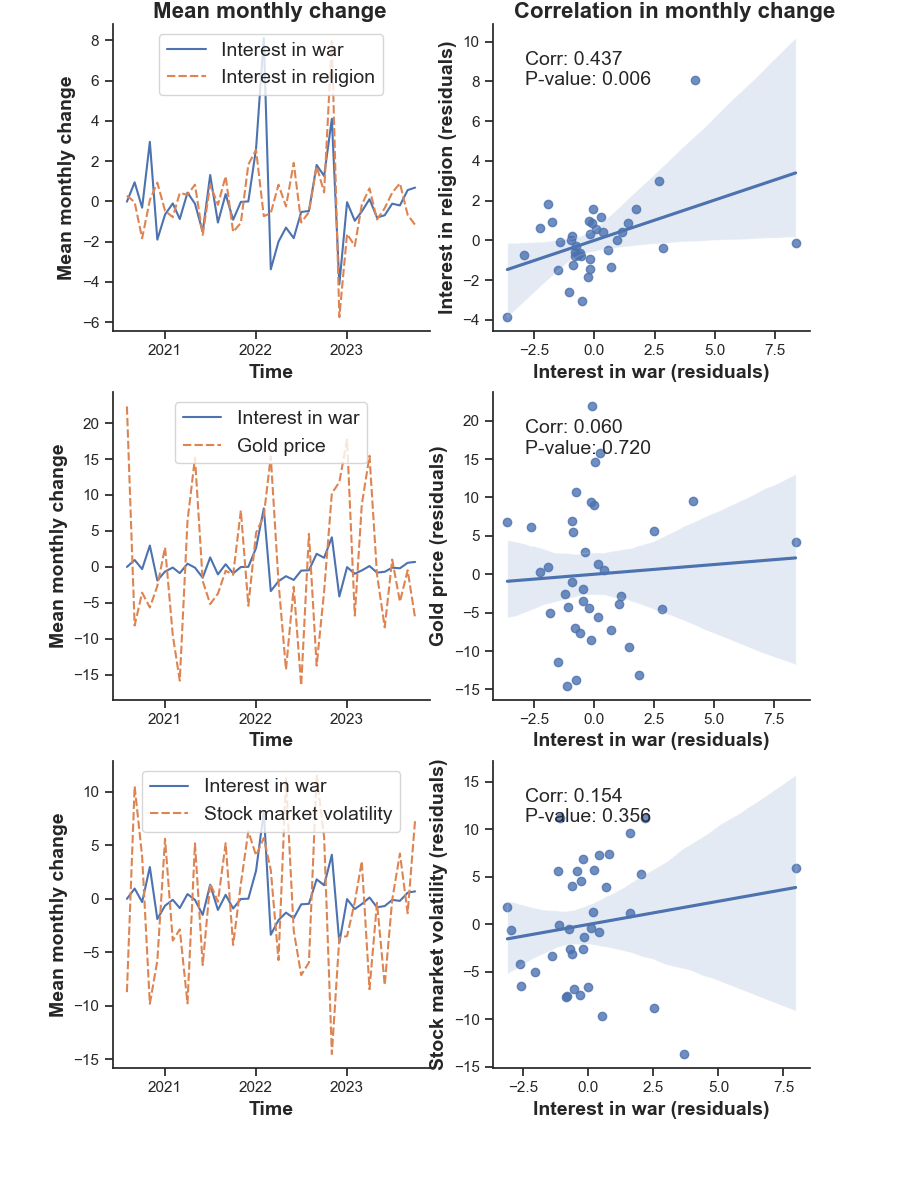 Mean monthly change
Correlation in monthly change
Mean monthly change
8
6
4
2
0
−2
−4
−6
Interest in war
Interest in religion
2021
2022
2023
Time
Interest in religion (residuals)
10
8
6
4
2
0
−2
−4
Corr: 0.437
P-value: 0.006
−2.5
0.0
2.5
5.0
7.5
Interest in war (residuals)
Mean monthly change
20
15
10
5
0
−5
−10
−15
Interest in war
Gold price
2021
2022
2023
Time
Gold price (residuals)
20
15
10
5
0
−5
−10
−15
Corr: 0.060
P-value: 0.720
−2.5
0.0
2.5
5.0
7.5
Interest in war (residuals)
Mean monthly change
10
5
0
−5
−10
−15
Interest in war
Stock market volatility
2021
2022
2023
Time
Stock market volatility (residuals)
15
10
5
0
−5
−10
−15
Corr: 0.154
P-value: 0.356
−2.5
0.0
2.5
5.0
7.5
Interest in war (residuals)